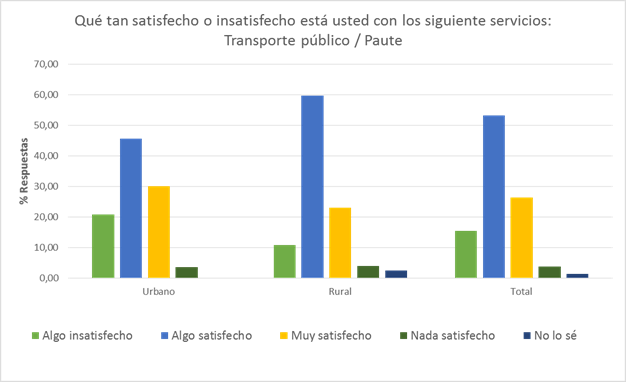 Qué tan satisfecho o insatisfecho está usted con los siguiente servicios:
Transporte público / Paute
70,00
60,00
50,00
40,00
30,00
20,00
10,00
0,00
% Respuestas
Urbano
Rural
Total
Algo insatisfecho
Algo satisfecho
Muy satisfecho
Nada satisfecho
No lo sé